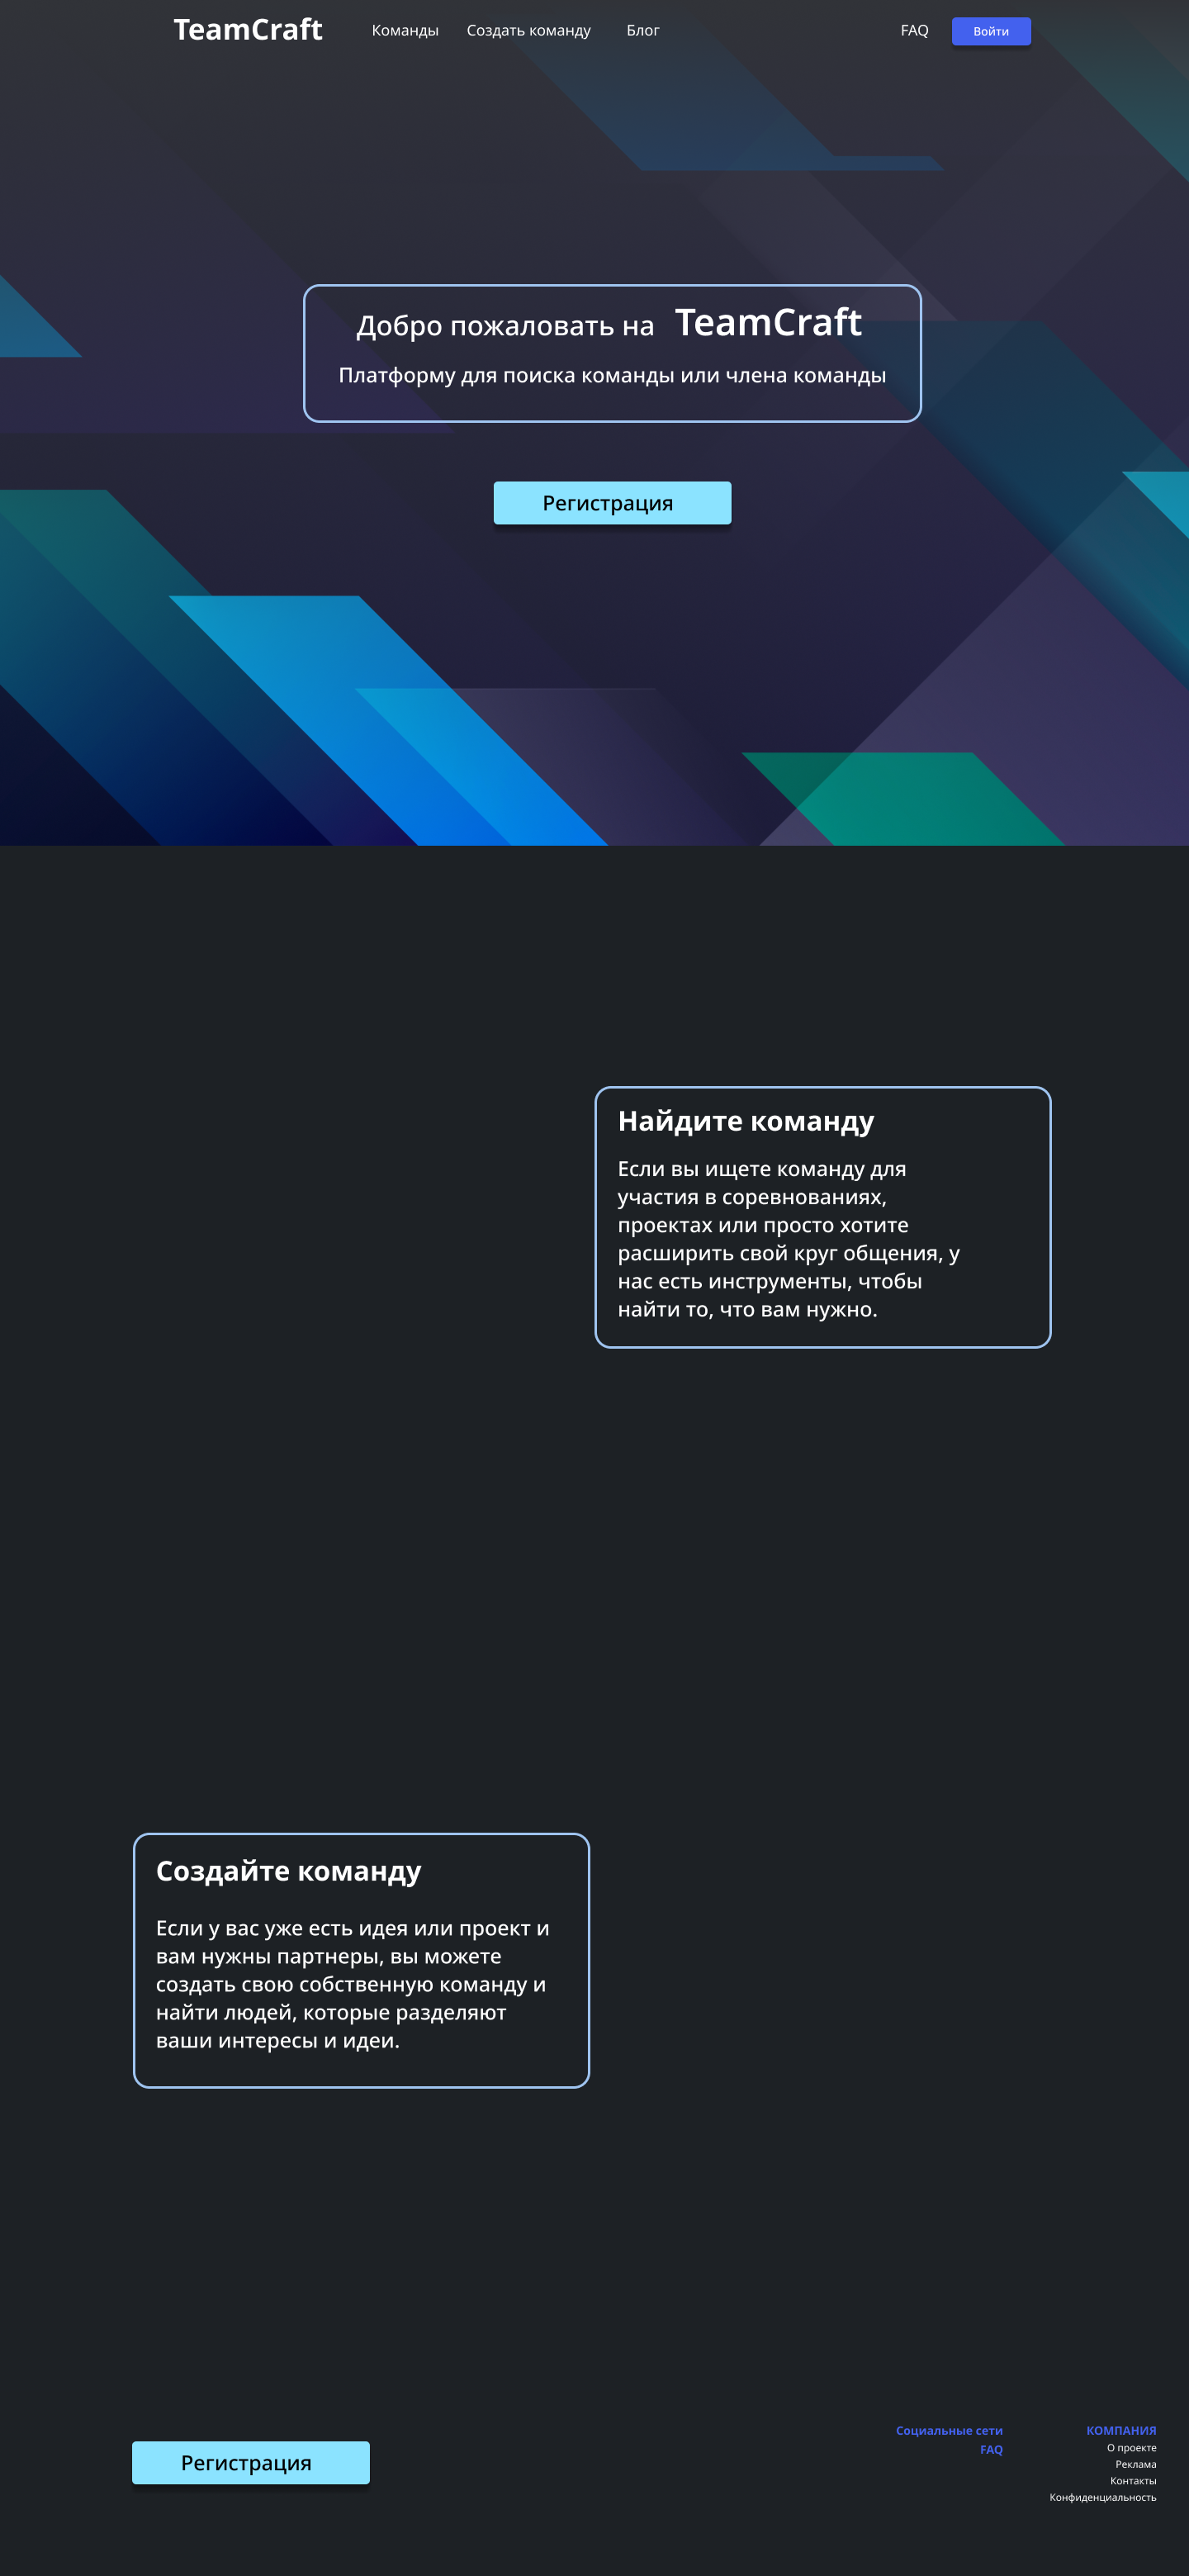 TeamCraft Команды Создать команду Блог FAQ Войти
Добро пожаловать на TeamCraft
Платформу для поиска команды или члена команды
Регистрация
Найдите команду
Если вы ищете команду для
участия в соревнованиях,
проектах или просто хотите
расширить свой круг общения, у
нас есть инструменты, чтобы
найти то, что вам нужно.
Создайте команду
Если у вас уже есть идея или проект и
вам нужны партнеры, вы можете
создать свою собственную команду и
найти людей, которые разделяют
ваши интересы и идеи.
Регистрация
Социальные сети
FAQ
КОМПАНИЯ
О проекте
Реклама
Контакты
Конфиденциальность